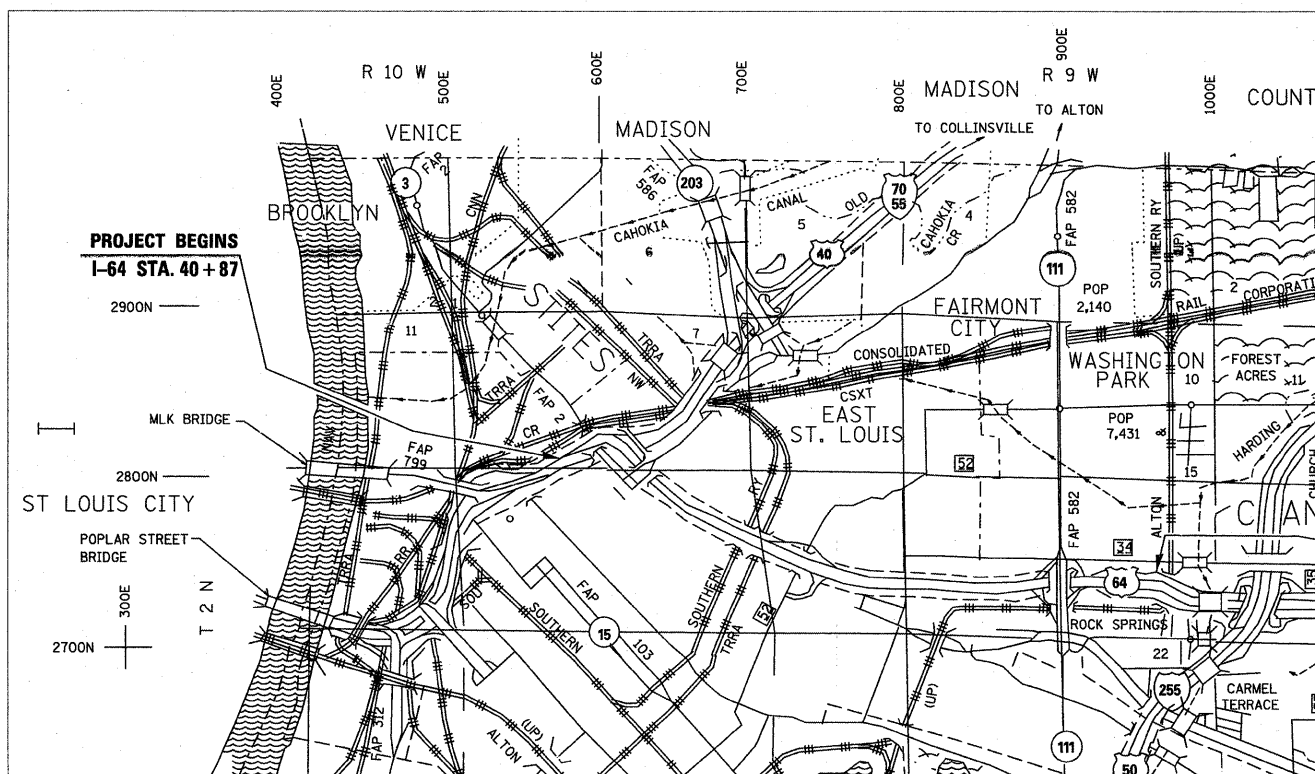 400E
R 10 W
500E
600E
700E
800E
MADISON
900E
R 9 W
1000E
COUNT
TO ALTON
TO COLLINSVILLE
VENICE
MADISON
FAP 2
3
FAP
586
203
70
55
BROOKLYN
CNN
CANAL
OLD
CAHOKIA
CR
4
5
6
CAHOKIA
40
FAP 582
111
SOUTHERN RY
(UP)
2
PROJECT BEGINS
I-64 STA. 40+87
2900N
STITES
POP
2,140
FAIRMONT
CITY
RAIL
CORPORATI
11
2
7
TRRA
NW
CONSOLIDATED
WASHINGTON
PARK
10
FOREST
ACRES
11
TRRA
FAP 2
CSXT
EAST
ST. LOUIS
POP
7,431
&
MLK BRIDGE
CR
FAP
799
52
HARDING
15
2800N
ST LOUIS CITY
RY
FAP 582
ALTON
34
POPLAR STREET
BRIDGE
TRRA
RR
64
300E
T 2 N
SOU
SOUTHERN
FAP
15
103
SOUTHERN
TRRA
52
ROCK SPRINGS
2700N
22
(UP)
255
CARMEL
TERRACE
FAP 312
ALTON
(UP)
111
50